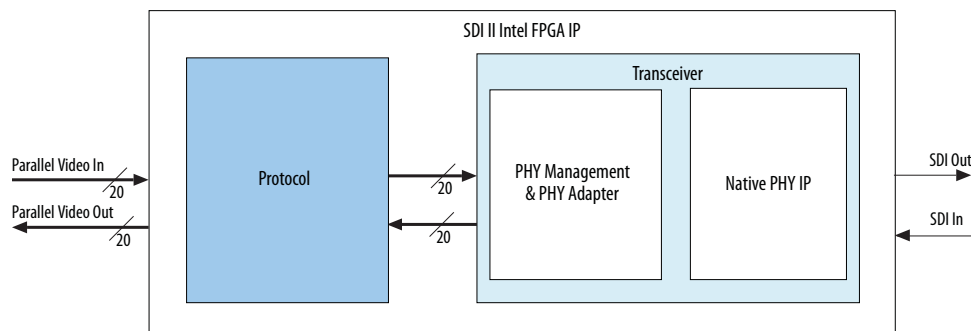 SDI II Intel FPGA IP
Transceiver
Parallel Video In
20
Parallel Video Out
20
Protocol
20
20
PHY Management
& PHY Adapter
Native PHY IP
SDI Out
SDI In